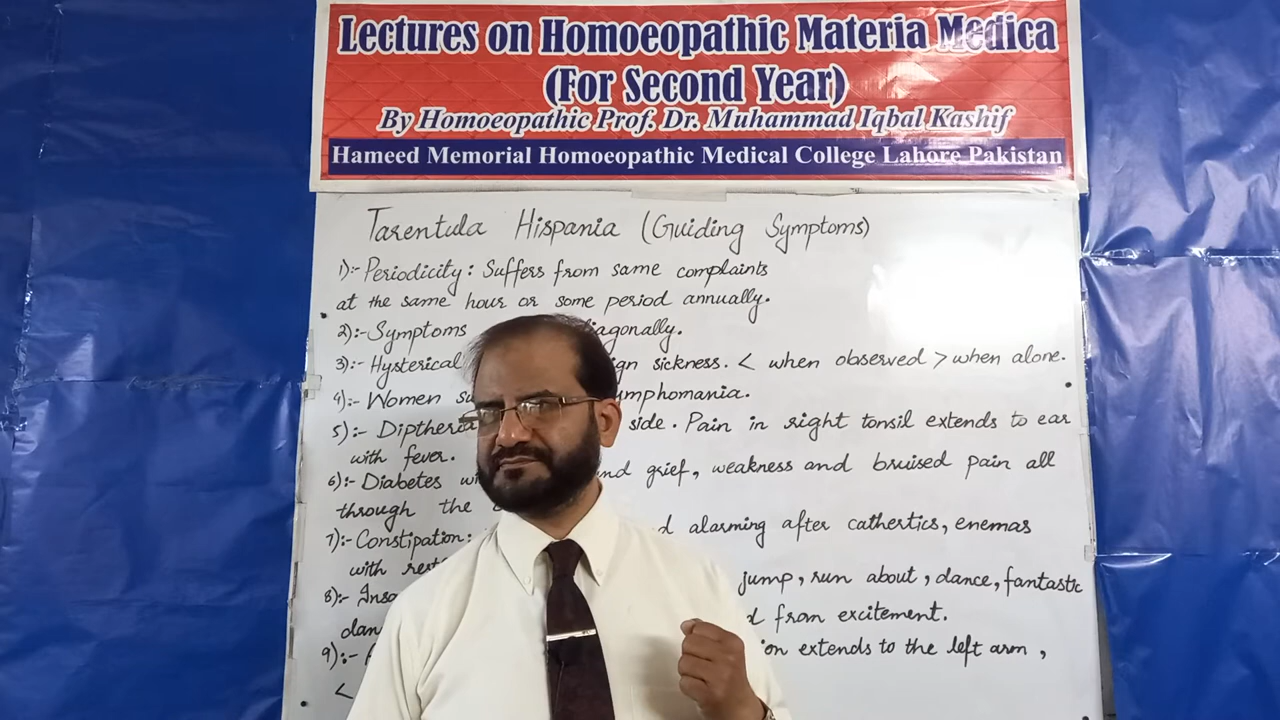 Lectures on Homoeopathic Materia Medica
(For Second Year)
By Homoeopathic Prof. Dr. Muhammad Iqbal Kashif
Hameed Memorial Homoeopathic Medical College Lahore Pakistan
Tarentula Hispania (Guiding Symptoms)
1):- Periodicity: Suffers from same complaints
at the same hour or some period annually.
2):- Symptoms diagonally.
3):- Hysterical sickness. < when observed > when alone.
4):- Women
5):- Diptheria side. Pain in right tonsil extends to ear
with fever.
6):- Diabetes grief, weakness and bruised pain all
through the
7):- Constipation: alarming after cathertics, enemas
with
8):- jump, run about, dance, fantastic
from excitement.
9):- extends to the left arm,
<